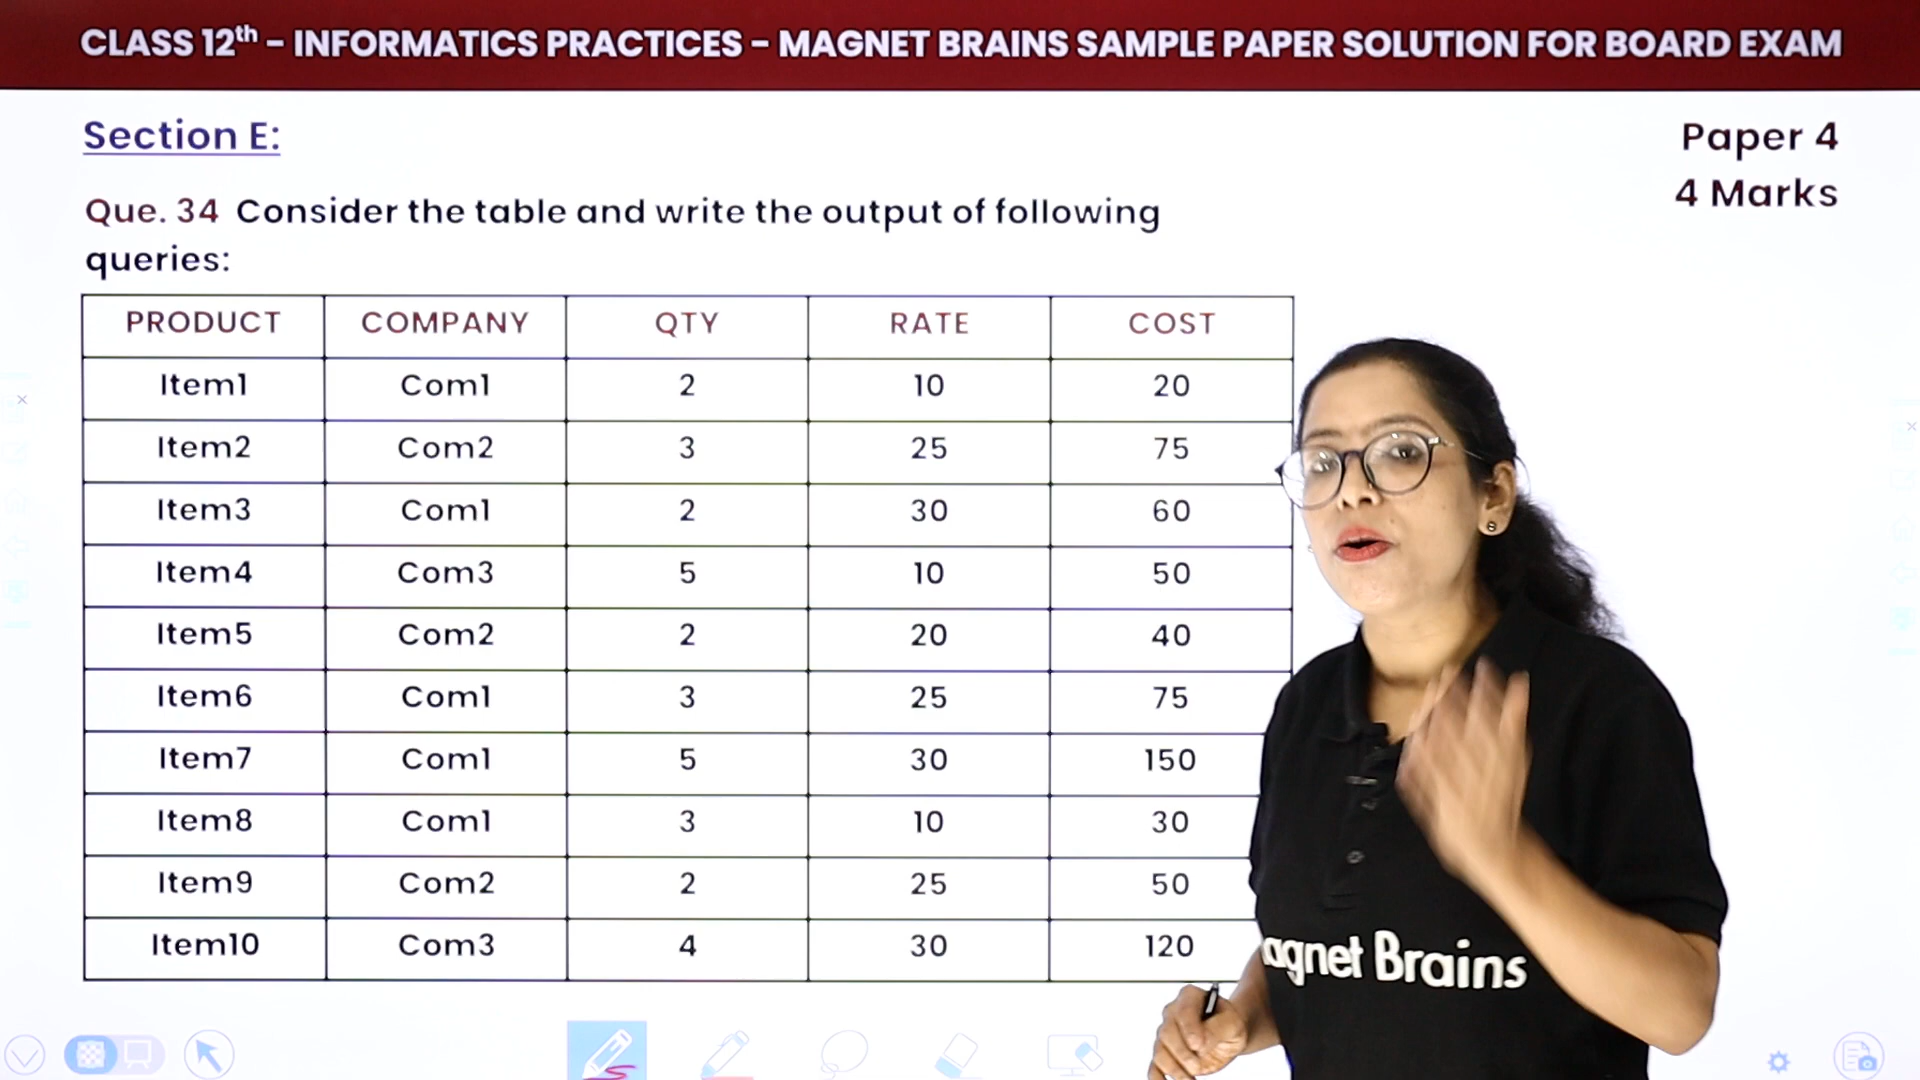 CLASS 12th - INFORMATICS PRACTICES - MAGNET BRAINS SAMPLE PAPER SOLUTION FOR BOARD EXAM
Section E:
Paper 4
4 Marks
Que. 34 Consider the table and write the output of following
queries:
PRODUCT COMPANY QTY RATE COST
Item1 Com1 2 10 20
Item2 Com2 3 25 75
Item3 Com1 2 30 60
Item4 Com3 5 10 50
Item5 Com2 2 20 40
Item6 Com1 3 25 75
Item7 Com1 5 30 150
Item8 Com1 3 10 30
Item9 Com2 2 25 50
Item10 Com3 4 30 120
agnet Brains